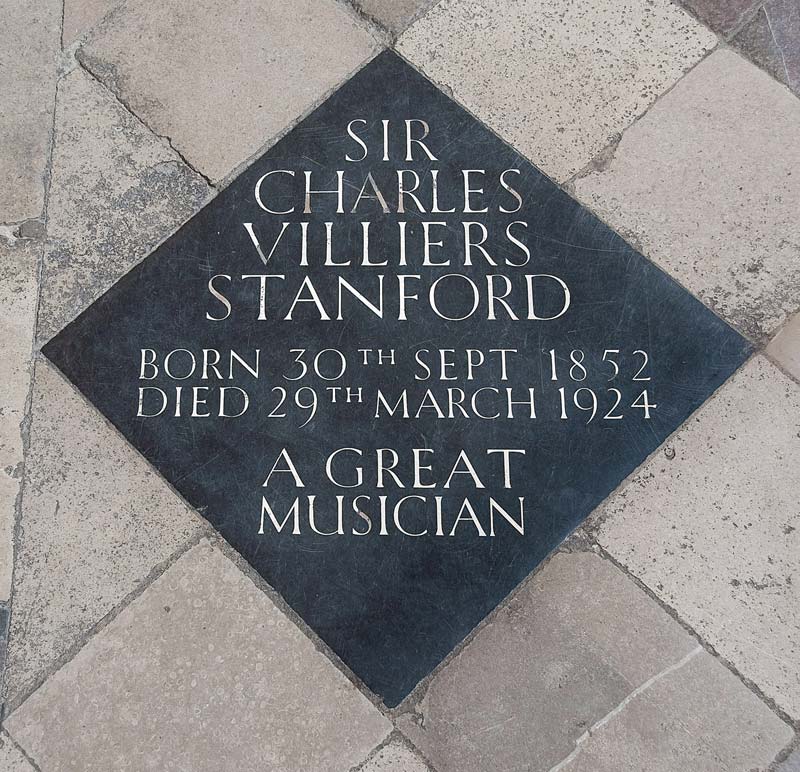 SIR
CHARLES
VILLIERS
STANFORD
BORN 30TH SEPT 1852
DIED 29TH MARCH 1924
A GREAT
MUSICIAN